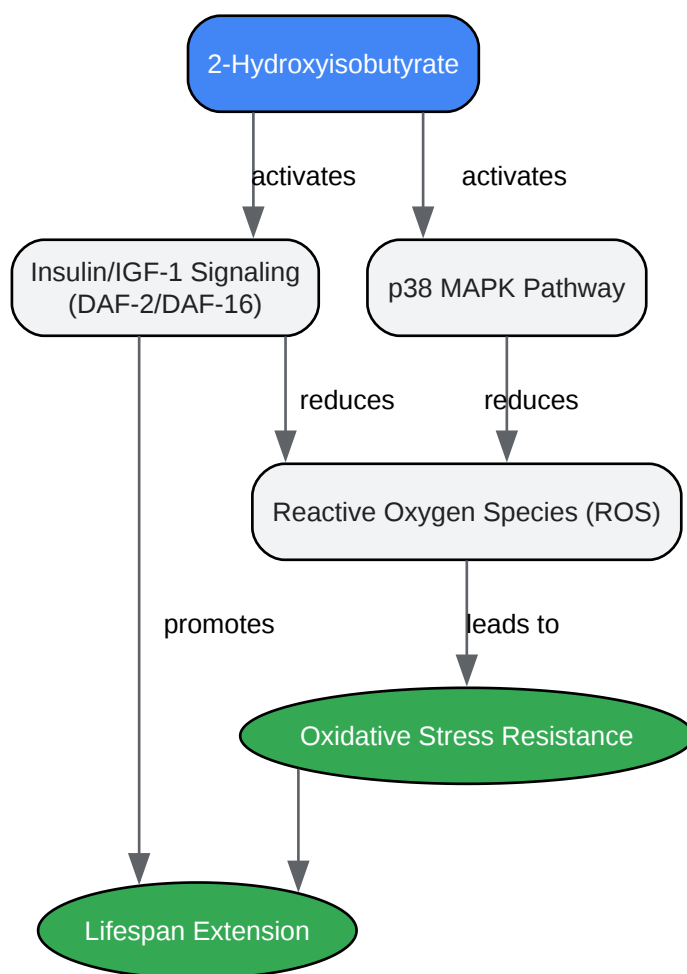 2-Hydroxyisobutyrate
activates
activates
Insulin/IGF-1 Signaling
(DAF-2/DAF-16)
p38 MAPK Pathway
reduces
reduces
Reactive Oxygen Species (ROS)
promotes
leads to
Oxidative Stress Resistance
Lifespan Extension